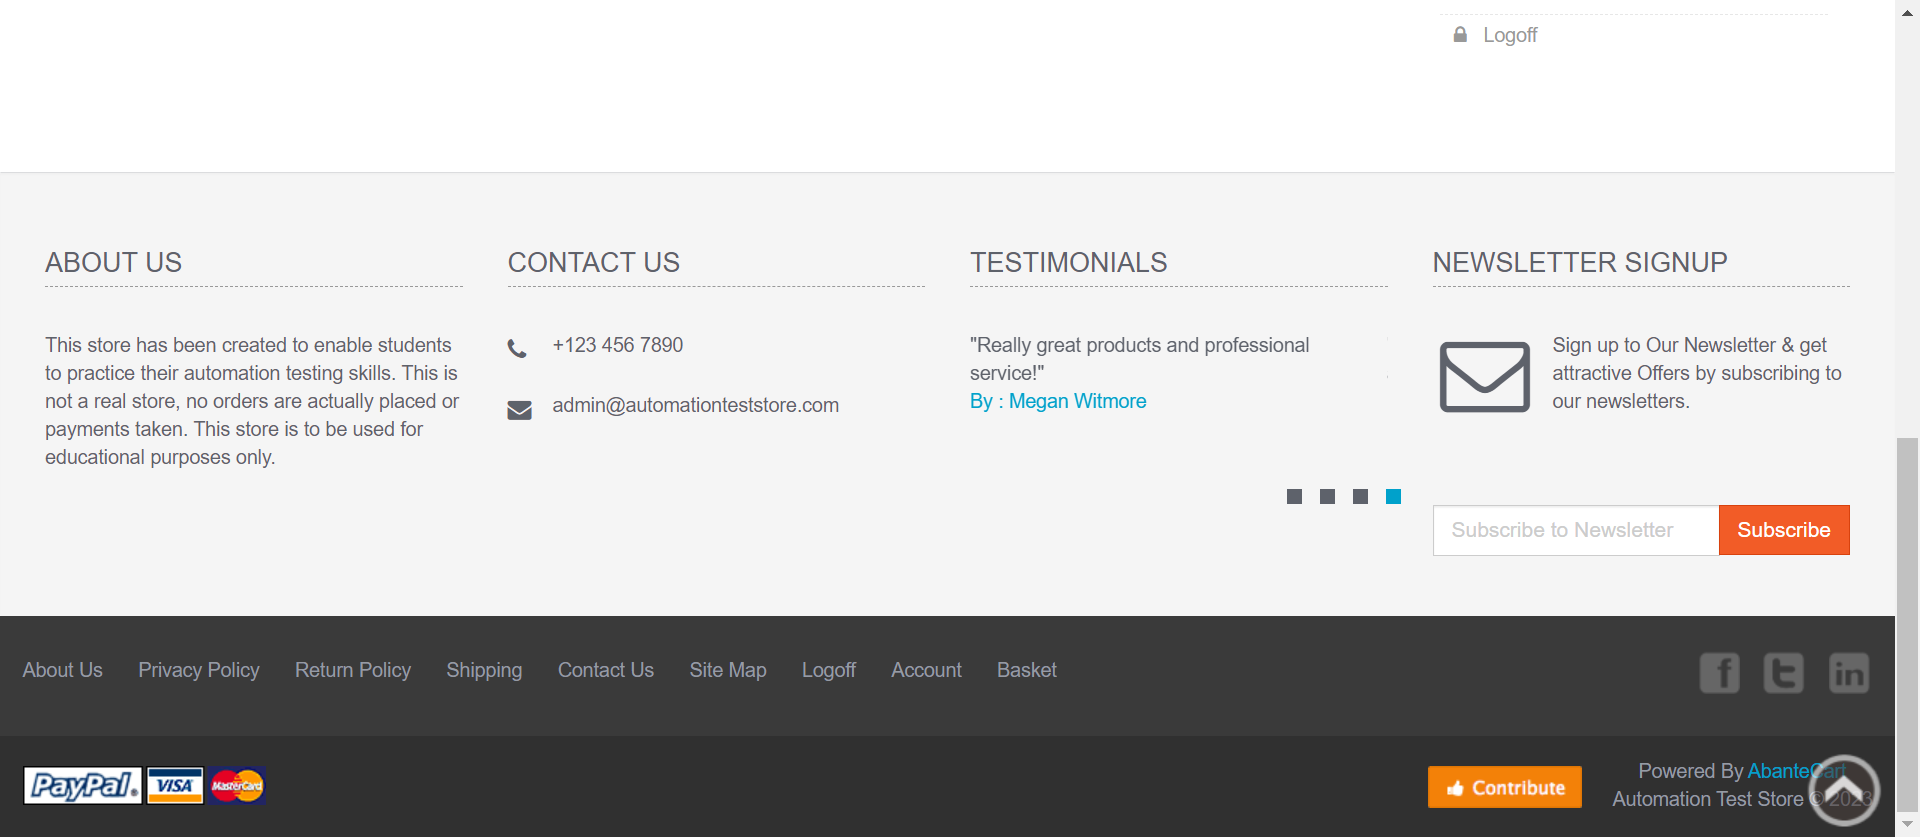 Logoff
ABOUT US
This store has been created to enable students
to practice their automation testing skills. This is
not a real store, no orders are actually placed or
payments taken. This store is to be used for
educational purposes only.
CONTACT US
+123 456 7890
admin@automationteststore.com
TESTIMONIALS
"Really great products and professional
service!"
By : Megan Witmore
NEWSLETTER SIGNUP
Sign up to Our Newsletter & get
attractive Offers by subscribing to
our newsletters.
Subscribe to Newsletter
Subscribe
About Us
Privacy Policy
Return Policy
Shipping
Contact Us
Site Map
Logoff
Account
Basket
f
t
in
PayPal
VISA
MasterCard
Contribute
Powered By AbanteCart
Automation Test Store © 2023